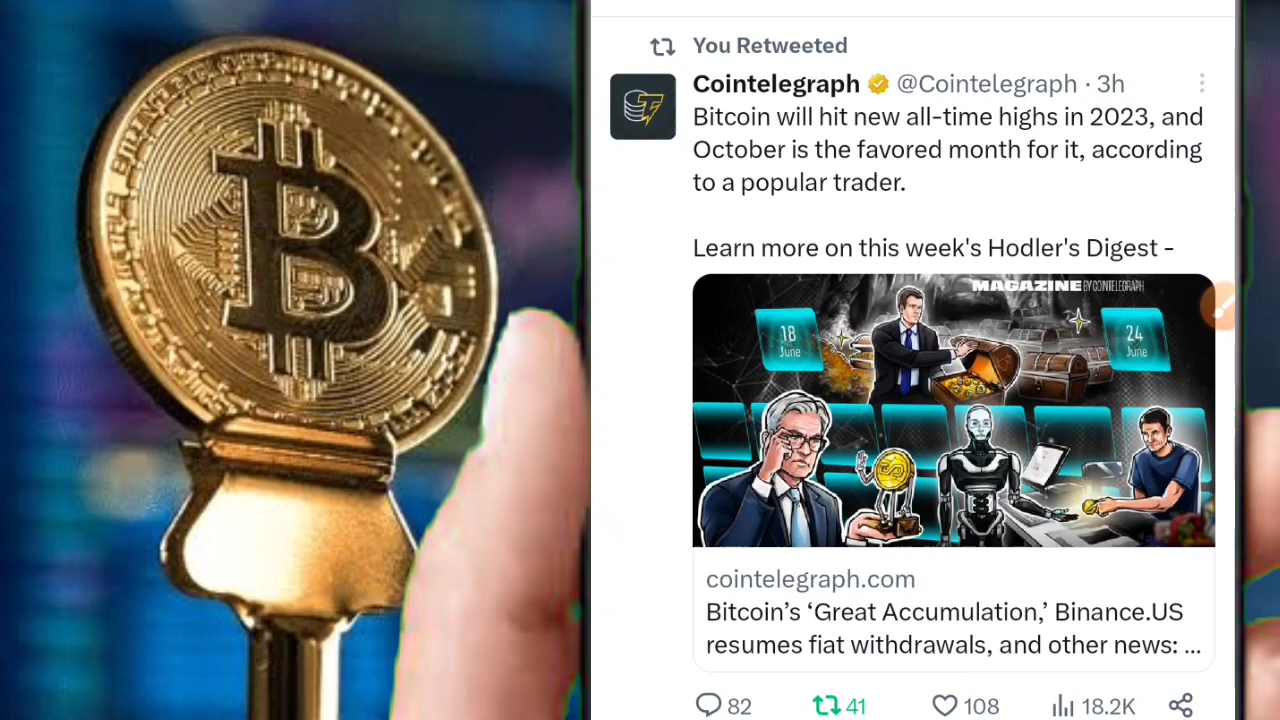 You Retweeted
Cointelegraph @Cointelegraph · 3h
Bitcoin will hit new all-time highs in 2023, and
October is the favored month for it, according
to a popular trader.
Learn more on this week's Hodler's Digest -
MAGAZINE BY COINTELEGRAPH
18
June
24
June
cointelegraph.com
Bitcoin’s ‘Great Accumulation,’ Binance.US
resumes fiat withdrawals, and other news: ...
82 41 108 18.2K